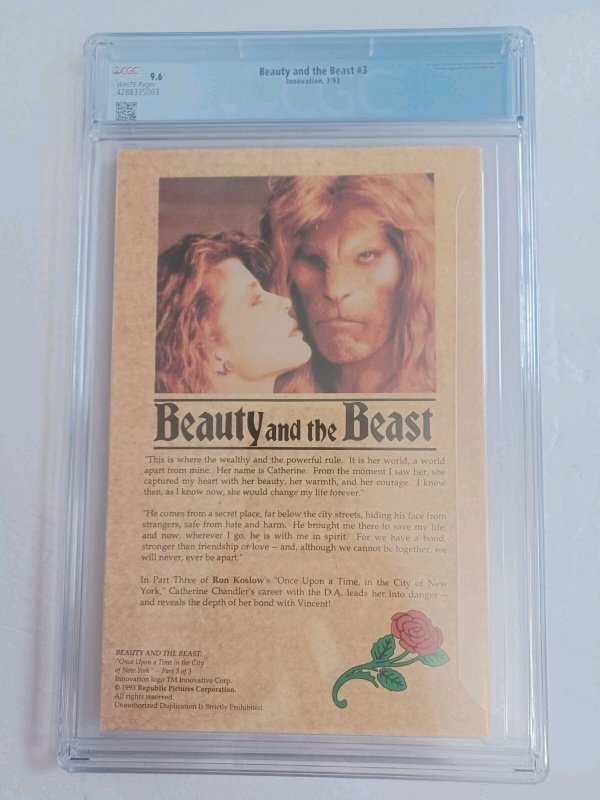 CGC 9.6
WHITE Pages
4288335003
Beauty and the Beast #3
Innovation, 7/93
Beauty and the Beast
"This is where the wealthy and the powerful rule. It is her world, a world
apart from mine. Her name is Catherine. From the moment I saw her, she
captured my heart with her beauty, her warmth, and her courage. I knew
then, as I know now, she would change my life forever."
"He comes from a secret place, far below the city streets, hiding his face from
strangers, safe from hate and harm. He brought me there to save my life;
and now, wherever I go, he is with me in spirit. For we have a bond
stronger than friendship or love -- and, although we cannot be together, we
will never, ever be apart."
In Part Three of Ron Koslow's "Once Upon a Time, in the City of New
York," Catherine Chandler's career with the D.A. leads her into danger --
and reveals the depth of her bond with Vincent!
BEAUTY AND THE BEAST:
"Once Upon a Time in the City
of New York" -- Part 3 of 3
Innovation logo TM Innovative Corp.
© 1993 Republic Pictures Corporation.
All rights reserved.
Unauthorized Duplication Is Strictly Prohibited.